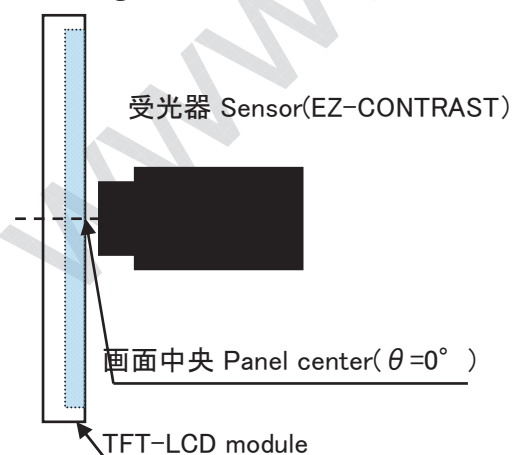 受光器 Sensor(EZ-CONTRAST)
画面中央 Panel center(θ=0°)
TFT-LCD module